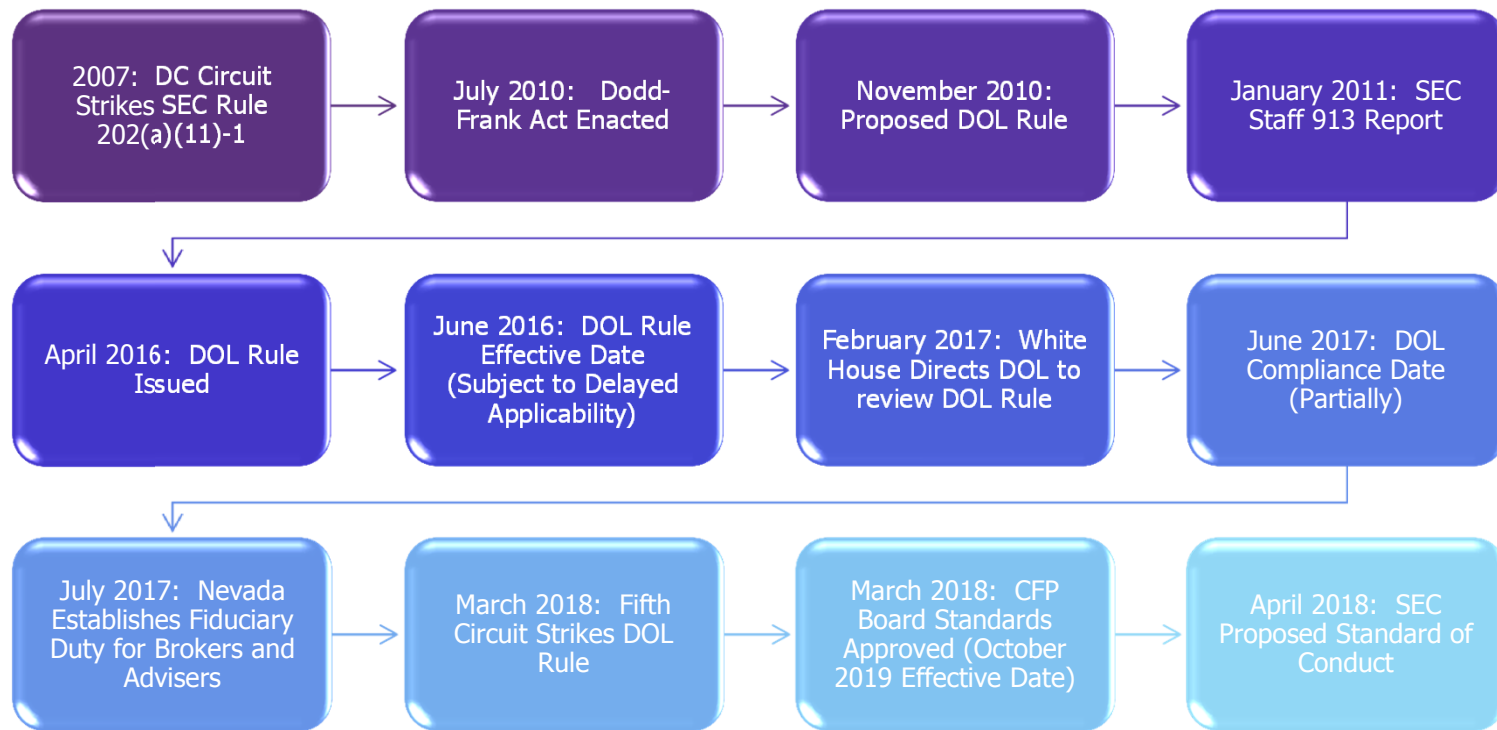 2007: DC Circuit
Strikes SEC Rule
202(a)(11)-1
July 2010: Dodd-
Frank Act Enacted
November 2010:
Proposed DOL Rule
January 2011: SEC
Staff 913 Report
April 2016: DOL Rule
Issued
June 2016: DOL Rule
Effective Date
(Subject to Delayed
Applicability)
February 2017: White
House Directs DOL to
review DOL Rule
June 2017: DOL
Compliance Date
(Partially)
July 2017: Nevada
Establishes Fiduciary
Duty for Brokers and
Advisers
March 2018: Fifth
Circuit Strikes DOL
Rule
March 2018: CFP
Board Standards
Approved (October
2019 Effective Date)
April 2018: SEC
Proposed Standard of
Conduct